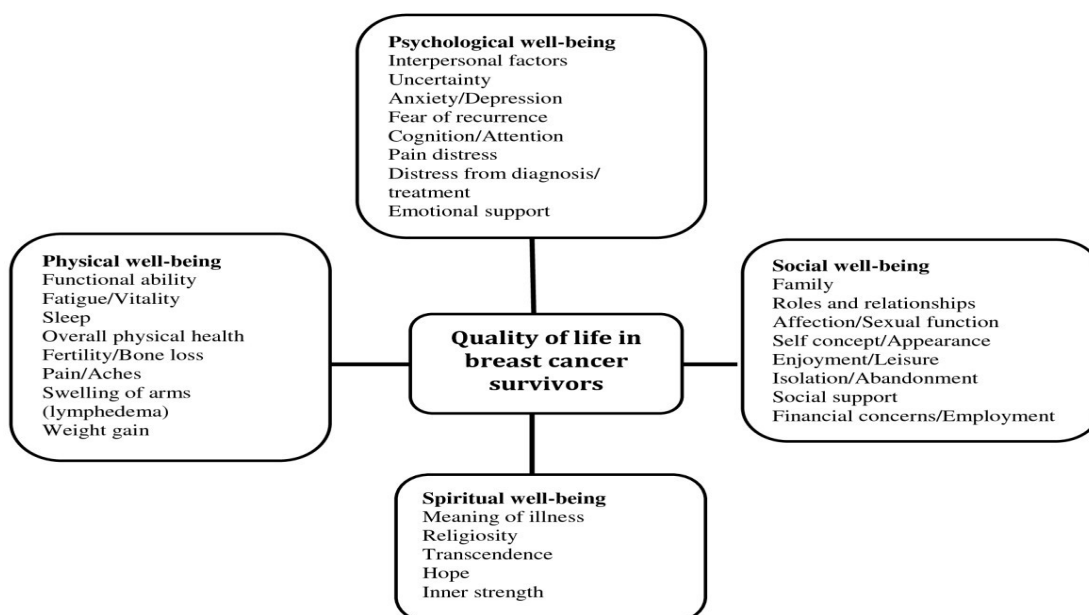 Psychological well-being
Interpersonal factors
Uncertainty
Anxiety/Depression
Fear of recurrence
Cognition/Attention
Pain distress
Distress from diagnosis/
treatment
Emotional support
Physical well-being
Functional ability
Fatigue/Vitality
Sleep
Overall physical health
Fertility/Bone loss
Pain/Aches
Swelling of arms
(lymphedema)
Weight gain
Quality of life in
breast cancer
survivors
Social well-being
Family
Roles and relationships
Affection/Sexual function
Self concept/Appearance
Enjoyment/Leisure
Isolation/Abandonment
Social support
Financial concerns/Employment
Spiritual well-being
Meaning of illness
Religiosity
Transcendence
Hope
Inner strength